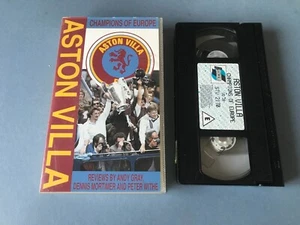 CHAMPIONS OF EUROPE
ASTON VILLA
ASTON VILLA
REVIEWS BY ANDY GRAY,
DENNIS MORTIMER AND PETER WITHE
ASTON VILLA
CHAMPIONS OF EUROPE
E